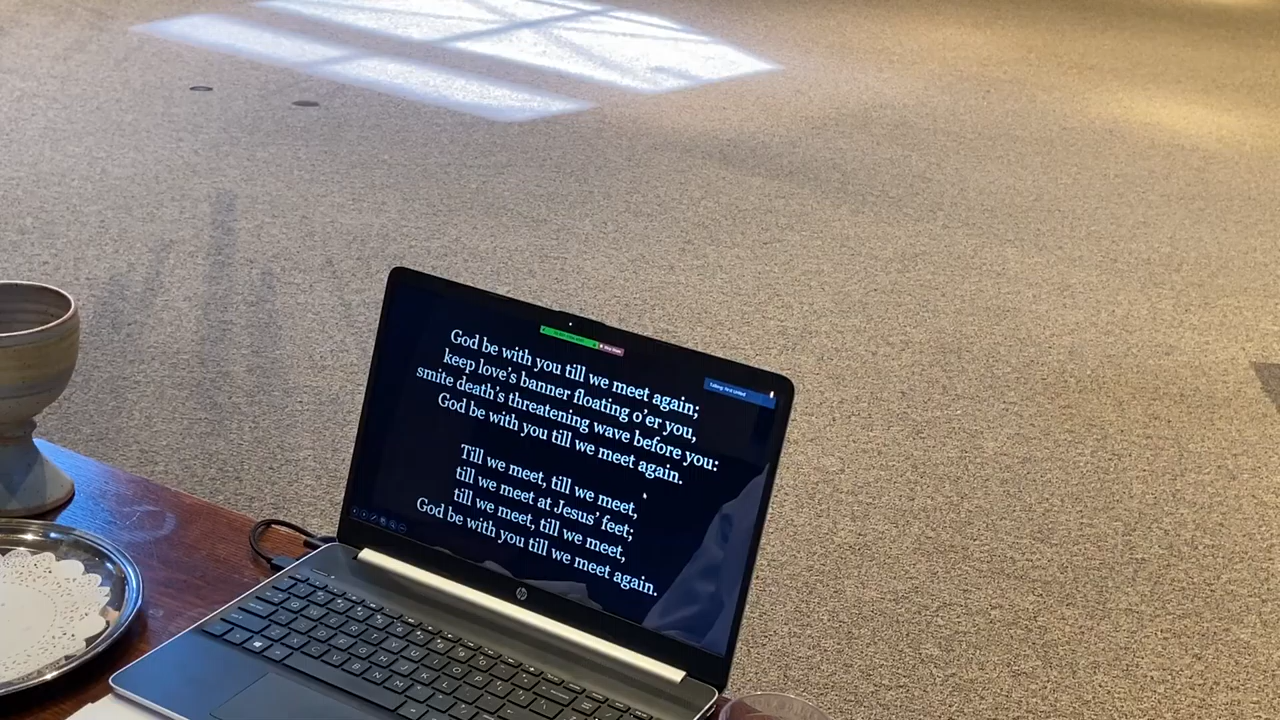 God be with you till we meet again;
keep love's banner floating o'er you,
smite death's threatening wave before you:
God be with you till we meet again.
Till we meet, till we meet,
till we meet at Jesus' feet;
till we meet, till we meet,
God be with you till we meet again.
hp